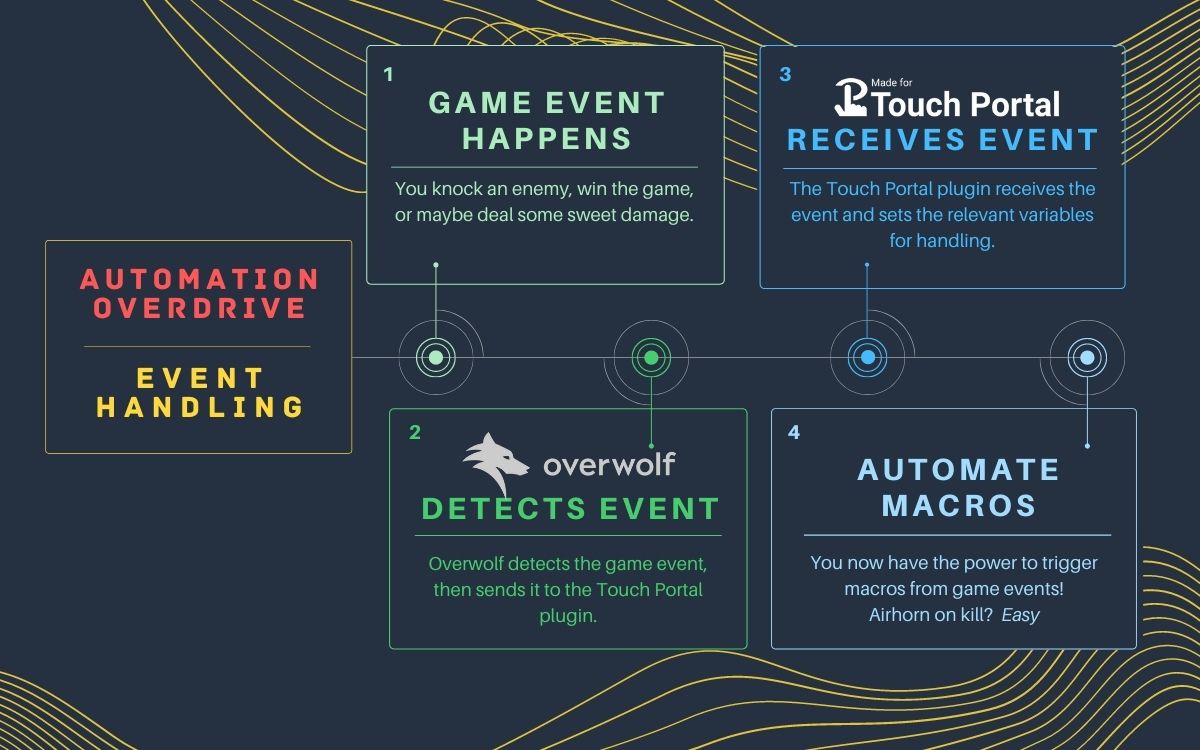 AUTOMATION
OVERDRIVE
EVENT
HANDLING
1
GAME EVENT
HAPPENS
You knock an enemy, win the game,
or maybe deal some sweet damage.
2
overwolf
DETECTS EVENT
Overwolf detects the game event,
then sends it to the Touch Portal
plugin.
3
Made for
Touch Portal
RECEIVES EVENT
The Touch Portal plugin receives the
event and sets the relevant variables
for handling.
4
AUTOMATE
MACROS
You now have the power to trigger
macros from game events!
Airhorn on kill? Easy